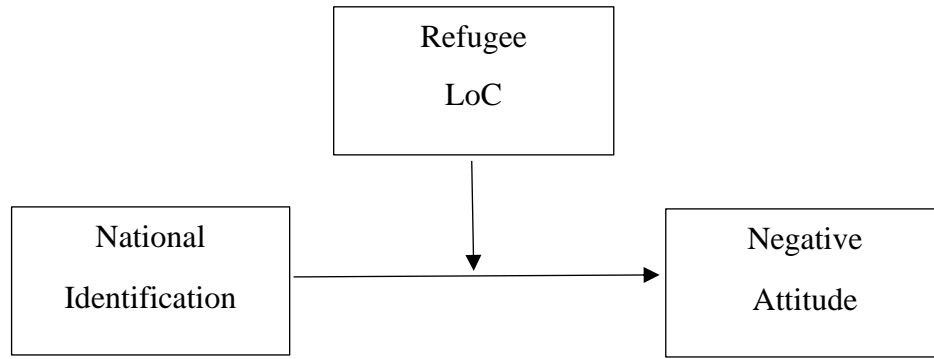 Refugee
LoC
National
Identification
Negative
Attitude